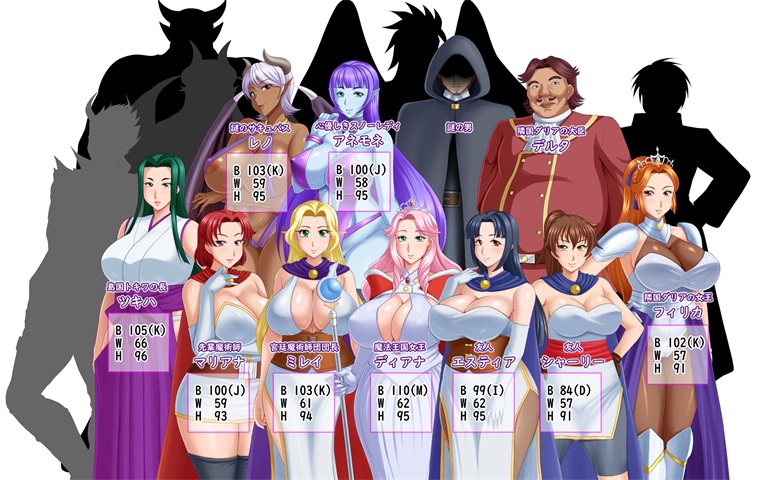 謎のサキュバス
レノ
B 103(K)
W 59
H 95
心優しきスノーレディ
アネモネ
B 100(J)
W 58
H 95
謎の男
隣国ダリアの大臣
デルタ
島国トキワの長
ツキハ
B 105(K)
W 66
H 96
先輩魔術師
マリアナ
B 100(J)
W 59
H 93
宮廷魔術師団団長
ミレイ
B 103(K)
W 61
H 94
魔法王国女王
ディアナ
B 110(M)
W 62
H 95
友人
エスティア
B 99(I)
W 62
H 95
友人
シャーリー
B 84(D)
W 57
H 91
隣国ダリアの女王
フィリカ
B 102(K)
W 57
H 91